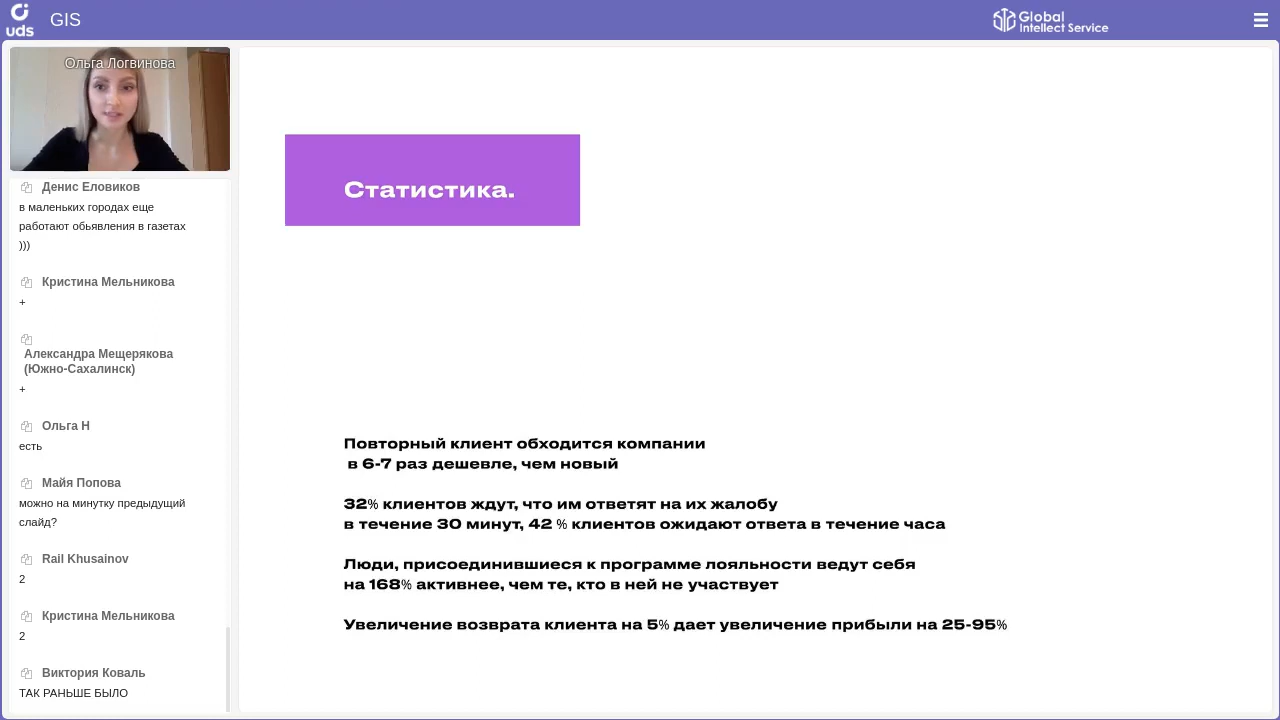 uds
GIS
Global
Intellect Service
Ольга Логвинова
Денис Еловиков
в маленьких городах еще
работают обьявления в газетах
)))
Кристина Мельникова
+
Александра Мещерякова
(Южно-Сахалинск)
+
Ольга Н
есть
Майя Попова
можно на минутку предыдущий
слайд?
Rail Khusainov
2
Кристина Мельникова
2
Виктория Коваль
ТАК РАНЬШЕ БЫЛО
Статистика.
Повторный клиент обходится компании
в 6-7 раз дешевле, чем новый
32% клиентов ждут, что им ответят на их жалобу
в течение 30 минут, 42 % клиентов ожидают ответа в течение часа
Люди, присоединившиеся к программе лояльности ведут себя
на 168% активнее, чем те, кто в ней не участвует
Увеличение возврата клиента на 5% дает увеличение прибыли на 25-95%